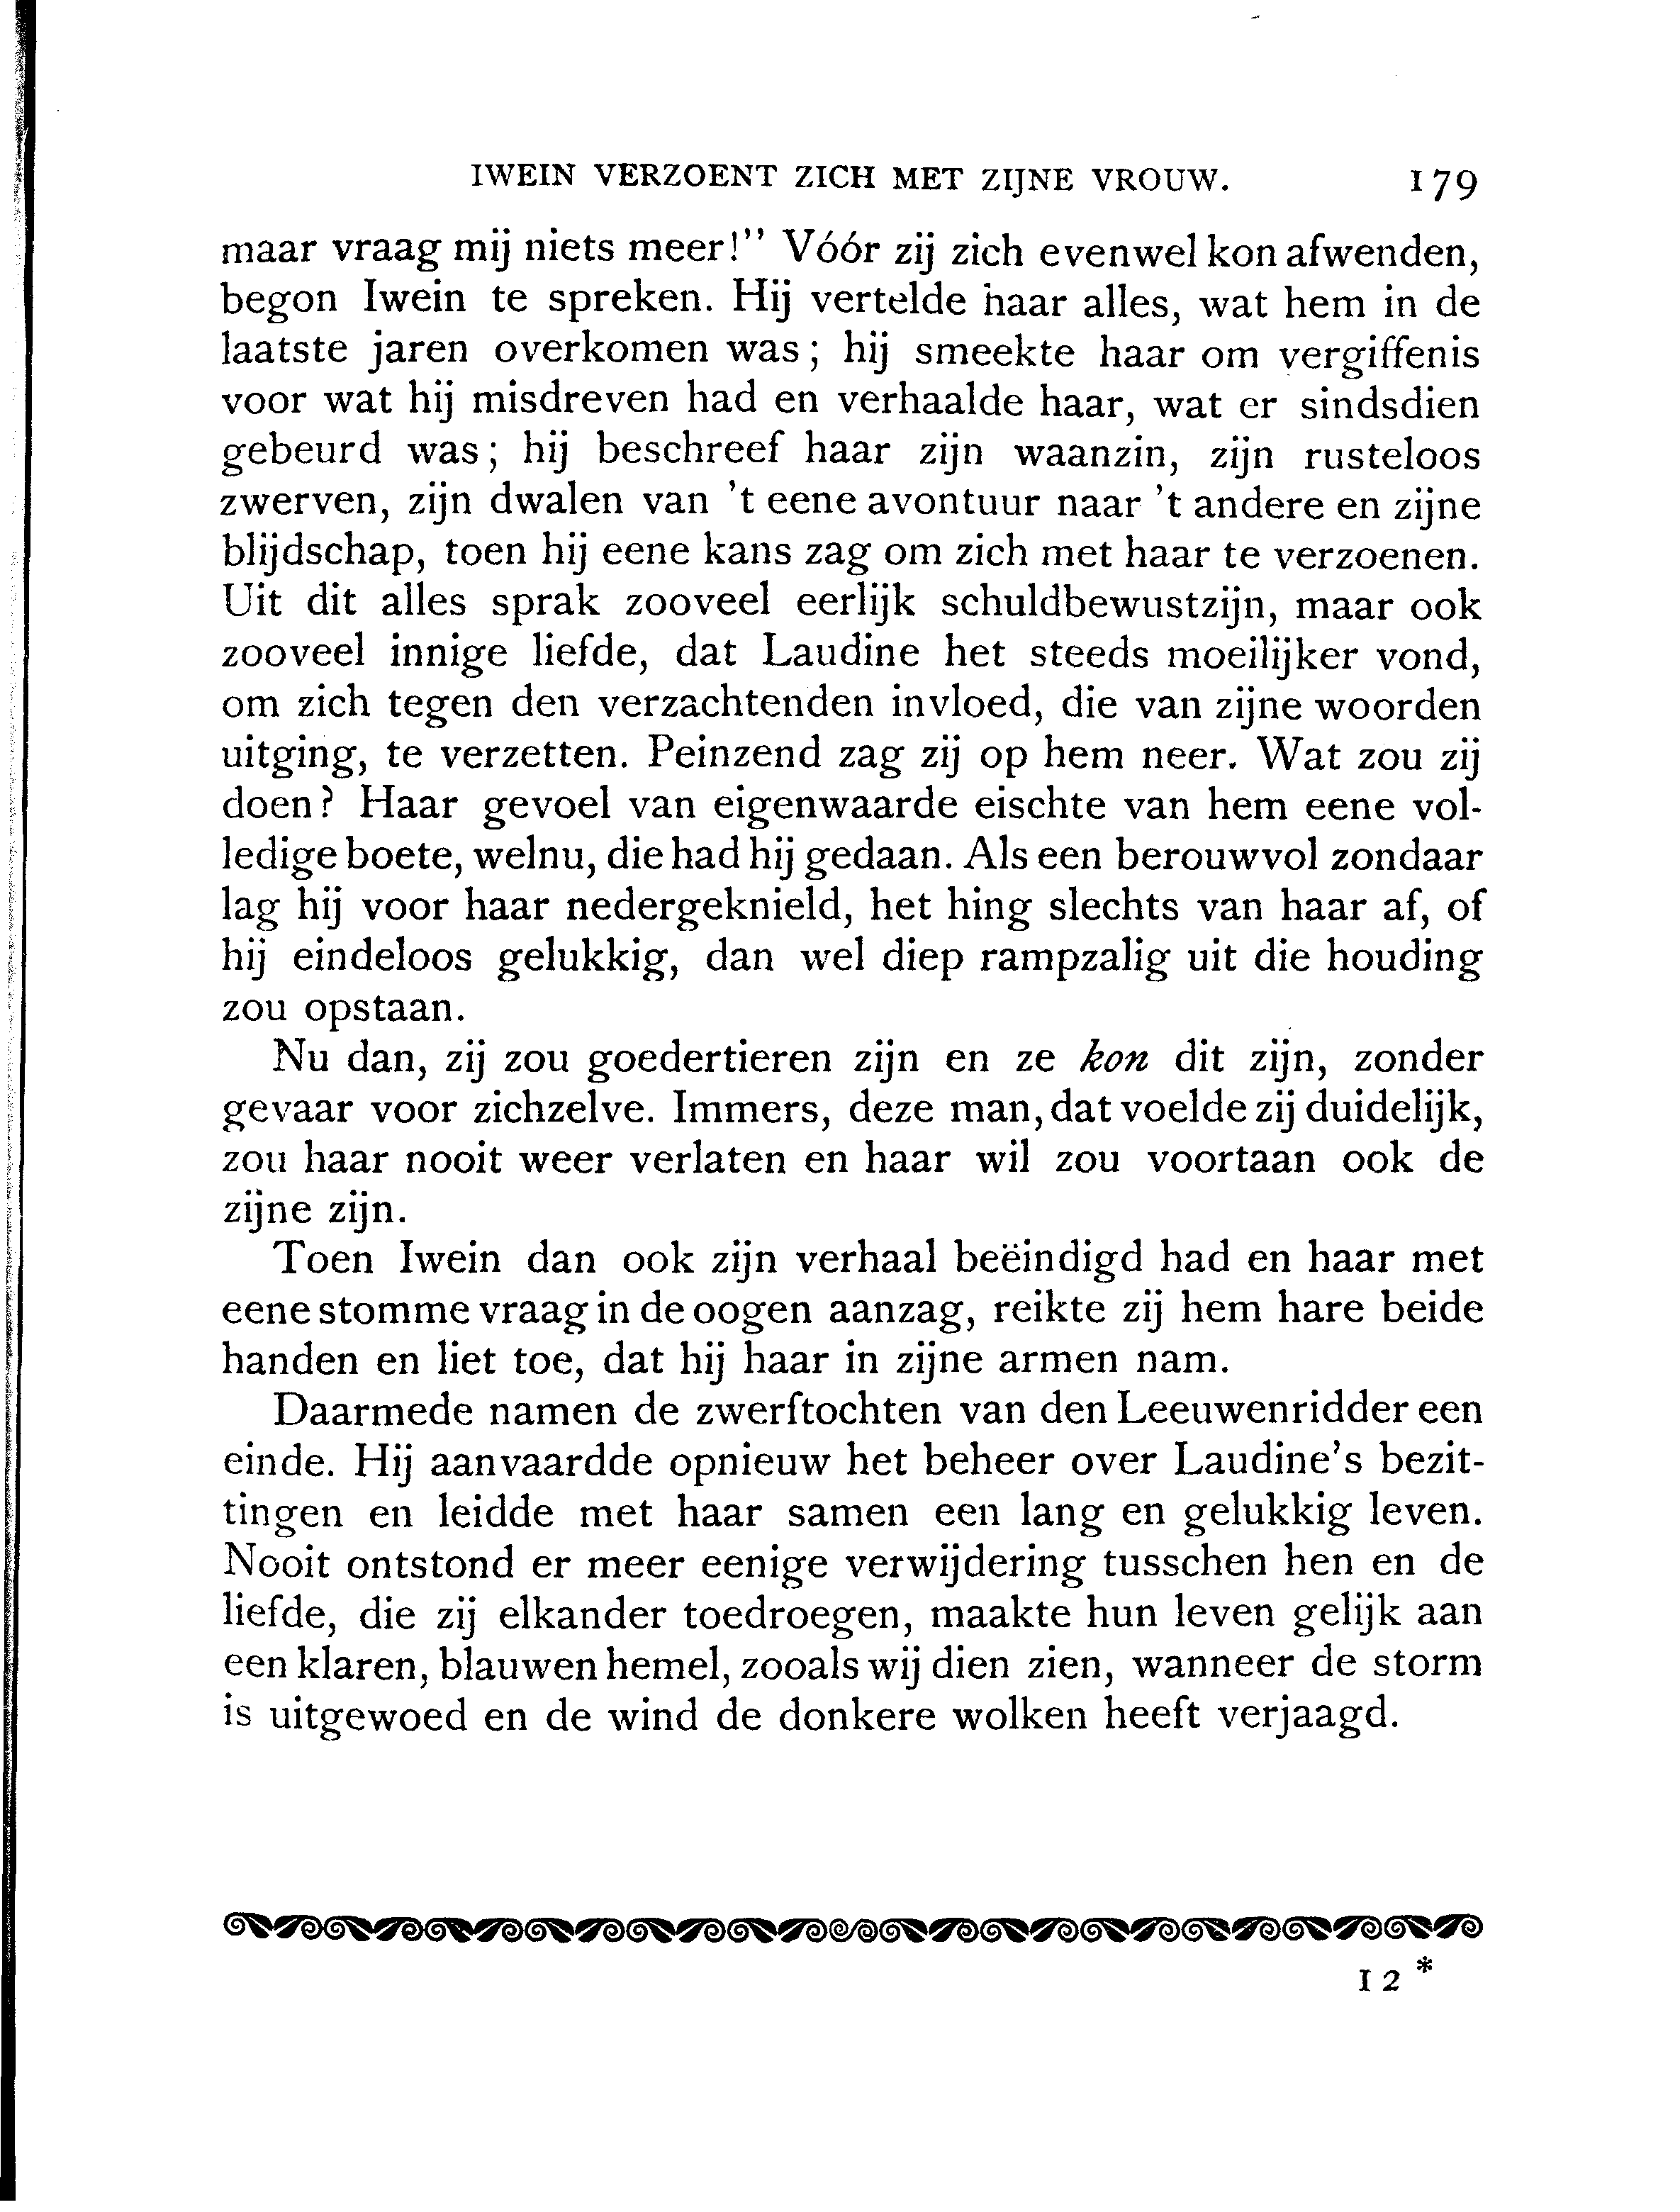 IWEIN VERZOENT ZICH MET ZIJNE VROUW. 179
maar vraag mij niets meer!” Vóór zij zich evenwel kon afwenden,
begon Iwein te spreken. Hij vertelde haar alles, wat hem in de
laatste jaren overkomen was; hij smeekte haar om vergiffenis
voor wat hij misdreven had en verhaalde haar, wat er sindsdien
gebeurd was; hij beschreef haar zijn waanzin, zijn rusteloos
zwerven, zijn dwalen van 't eene avontuur naar 't andere en zijne
blijdschap, toen hij eene kans zag om zich met haar te verzoenen.
Uit dit alles sprak zooveel eerlijk schuldbewustzijn, maar ook
zooveel innige liefde, dat Laudine het steeds moeilijker vond,
om zich tegen den verzachtenden invloed, die van zijne woorden
uitging, te verzetten. Peinzend zag zij op hem neer. Wat zou zij
doen? Haar gevoel van eigenwaarde eischte van hem eene vol-
ledige boete, welnu, die had hij gedaan. Als een berouwvol zondaar
lag hij voor haar nedergeknield, het hing slechts van haar af, of
hij eindeloos gelukkig, dan wel diep rampzalig uit die houding
zou opstaan.
Nu dan, zij zou goedertieren zijn en ze kon dit zijn, zonder
gevaar voor zichzelve. Immers, deze man, dat voelde zij duidelijk,
zou haar nooit weer verlaten en haar wil zou voortaan ook de
zijne zijn.
Toen Iwein dan ook zijn verhaal beëindigd had en haar met
eene stomme vraag in de oogen aanzag, reikte zij hem hare beide
handen en liet toe, dat hij haar in zijne armen nam.
Daarmede namen de zwerftochten van den Leeuwenridder een
einde. Hij aanvaardde opnieuw het beheer over Laudine's bezit-
tingen en leidde met haar samen een lang en gelukkig leven.
Nooit ontstond er meer eenige verwijdering tusschen hen en de
liefde, die zij elkander toedroegen, maakte hun leven gelijk aan
een klaren, blauwen hemel, zooals wij dien zien, wanneer de storm
is uitgewoed en de wind de donkere wolken heeft verjaagd.
12*